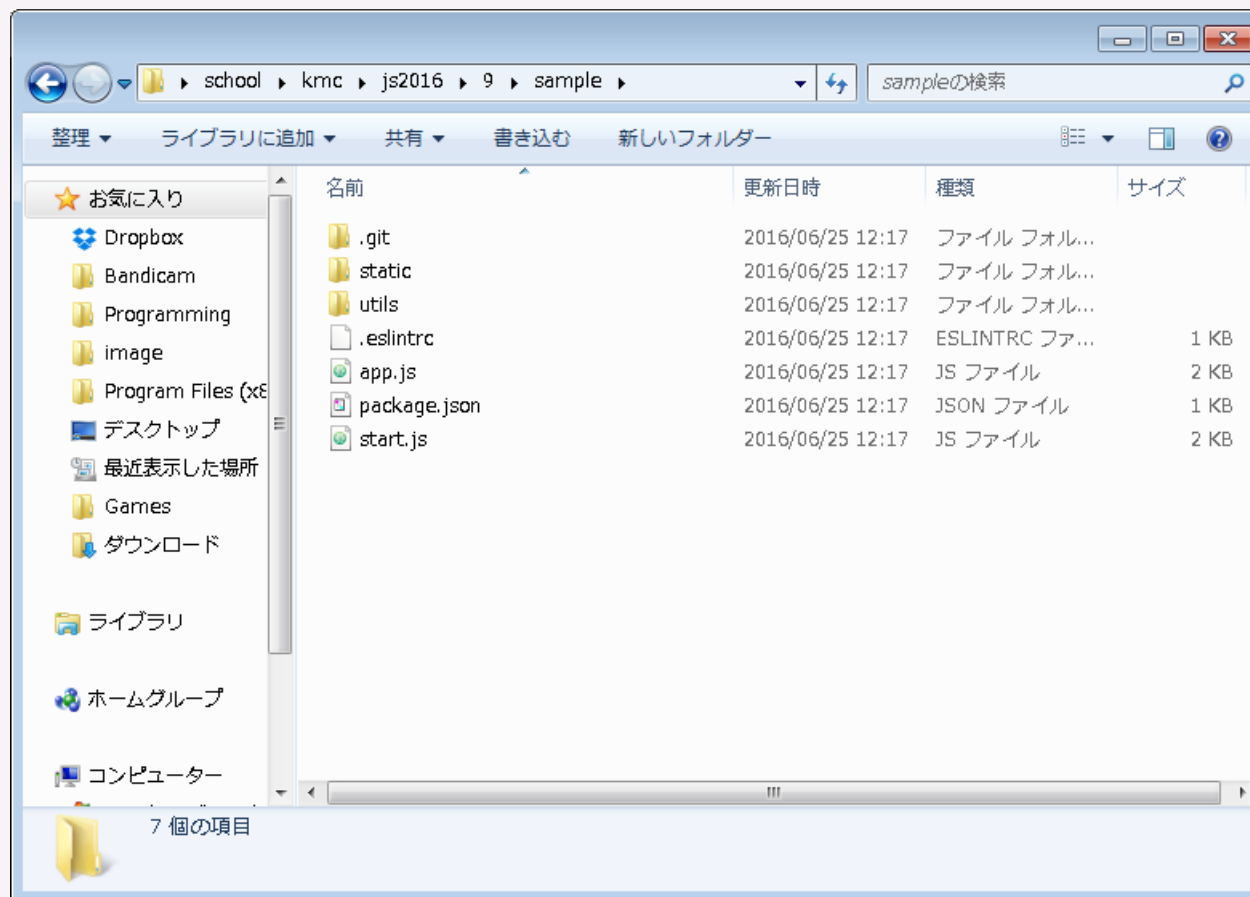 school kmc js2016 9 sample sampleの検索
整理 ライブラリに追加 共有 書き込む 新しいフォルダー
お気に入り
Dropbox
Bandicam
Programming
image
Program Files (x8
デスクトップ
最近表示した場所
Games
ダウンロード
ライブラリ
ホームグループ
コンピューター
名前 更新日時 種類 サイズ
.git 2016/06/25 12:17 ファイル フォル...
static 2016/06/25 12:17 ファイル フォル...
utils 2016/06/25 12:17 ファイル フォル...
.eslintrc 2016/06/25 12:17 ESLINTRC ファ... 1 KB
app.js 2016/06/25 12:17 JS ファイル 2 KB
package.json 2016/06/25 12:17 JSON ファイル 1 KB
start.js 2016/06/25 12:17 JS ファイル 2 KB
7 個の項目